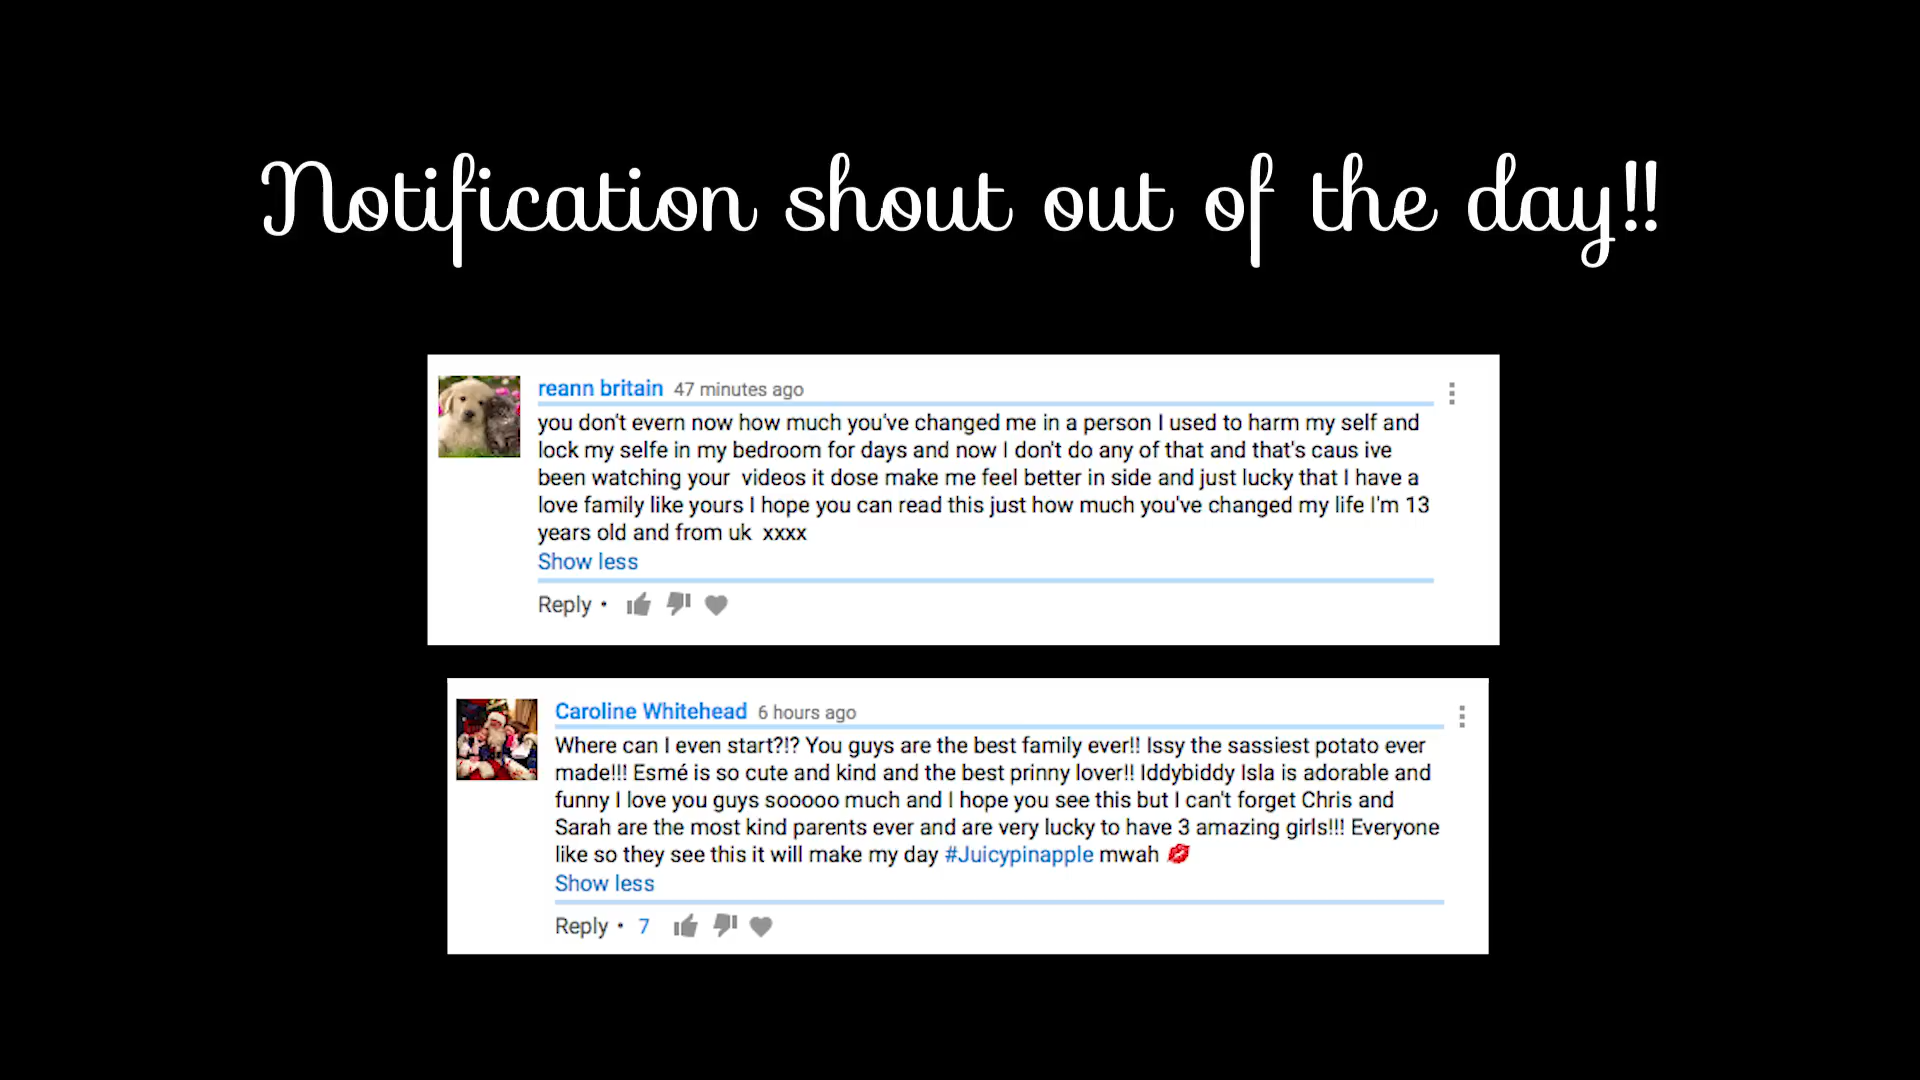 Notification shout out of the day!!
reann britain 47 minutes ago
you don't evern now how much you've changed me in a person I used to harm my self and
lock my selfe in my bedroom for days and now I don't do any of that and that's caus ive
been watching your  videos it dose make me feel better in side and just lucky that I have a
love family like yours I hope you can read this just how much you've changed my life I'm 13
years old and from uk  xxxx
Show less
Reply •
Caroline Whitehead 6 hours ago
Where can I even start?!? You guys are the best family ever!! Issy the sassiest potato ever
made!!! Esmé is so cute and kind and the best prinny lover!! Iddybiddy Isla is adorable and
funny I love you guys sooooo much and I hope you see this but I can't forget Chris and
Sarah are the most kind parents ever and are very lucky to have 3 amazing girls!!! Everyone
like so they see this it will make my day #Juicypinapple mwah 💋
Show less
Reply • 7